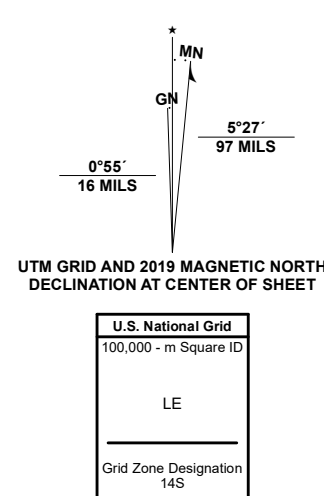 ★
MN
GN
5°27´
97 MILS
0°55´
16 MILS
UTM GRID AND 2019 MAGNETIC NORTH
DECLINATION AT CENTER OF SHEET
U.S. National Grid
100,000 - m Square ID
LE
Grid Zone Designation
14S